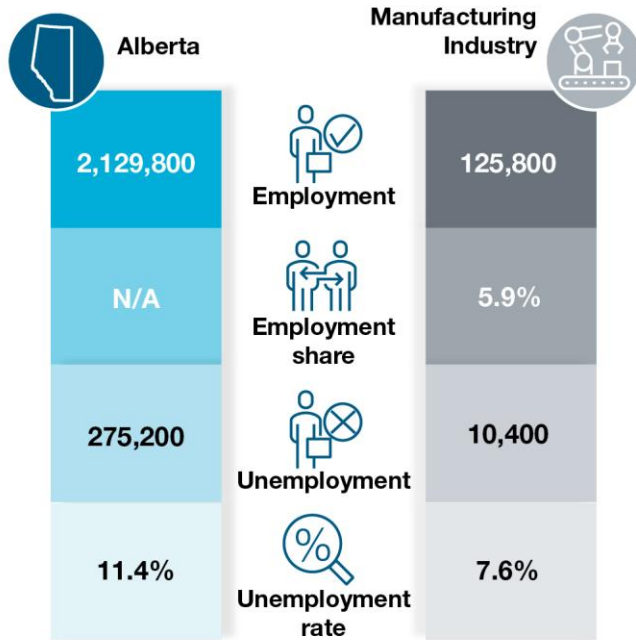 Alberta
Manufacturing
Industry
2,129,800
Employment
125,800
N/A
Employment
share
5.9%
275,200
Unemployment
10,400
11.4%
%
Unemployment
rate
7.6%